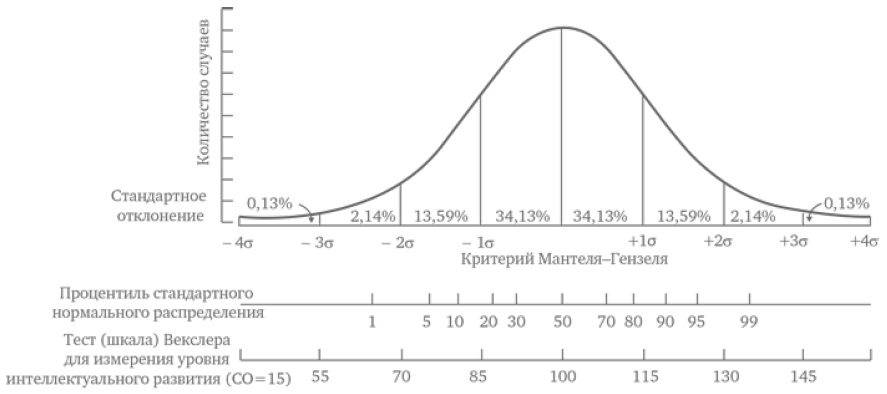 Количество случаев
Стандартное
отклонение
0,13% 2,14% 13,59% 34,13% 34,13% 13,59% 2,14% 0,13%
– 4σ – 3σ – 2σ – 1σ +1σ +2σ +3σ +4σ
Критерий Мантеля–Гензеля
Процентиль стандартного
нормального распределения
1 5 10 20 30 50 70 80 90 95 99
Тест (шкала) Векслера
для измерения уровня
интеллектуального развития (СО=15) 55 70 85 100 115 130 145